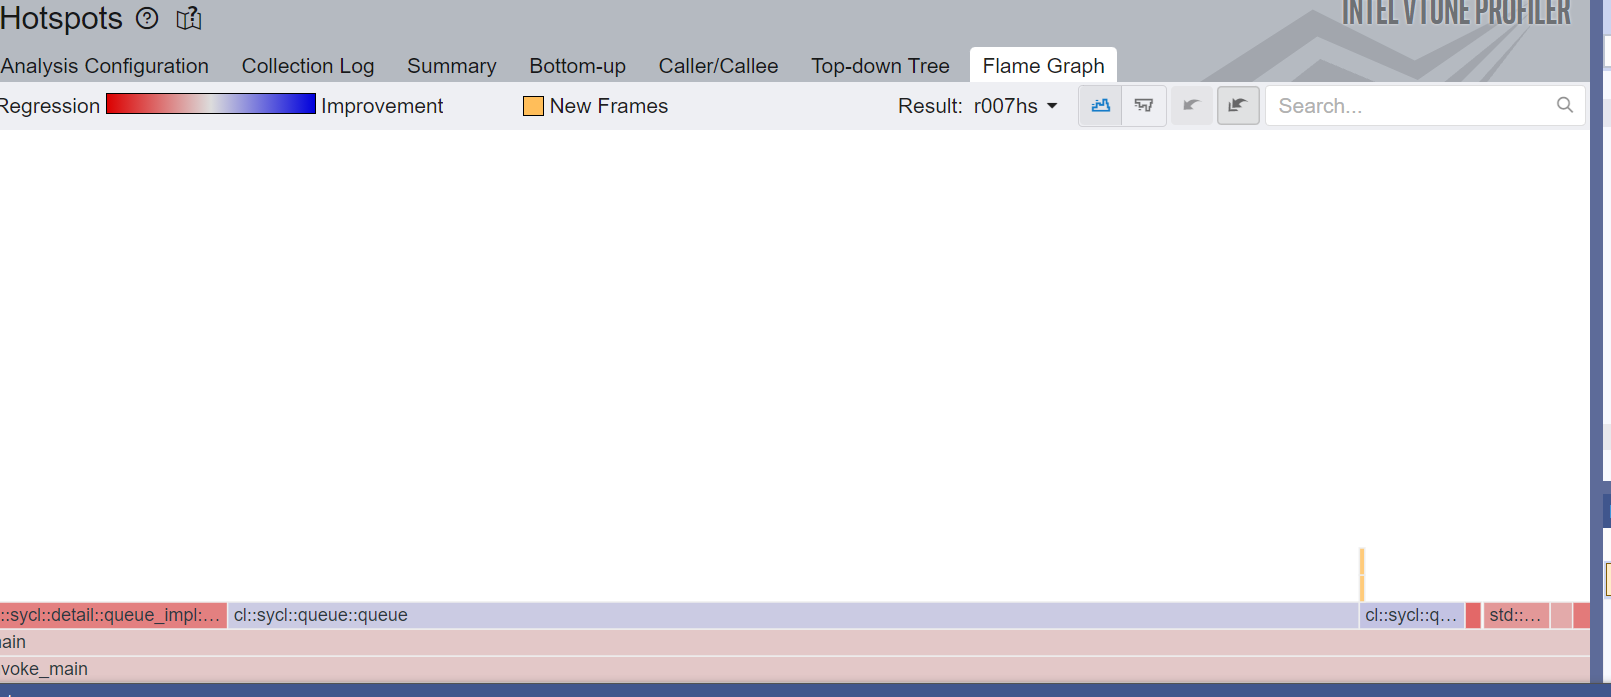 Hotspots
INTEL VTUNE PROFILER
Analysis Configuration Collection Log Summary Bottom-up Caller/Callee Top-down Tree Flame Graph
Regression Improvement New Frames Result: r007hs Search...
::sycl::detail::queue_impl:... cl::sycl::queue::queue cl::sycl::q... std::...
ain
voke_main